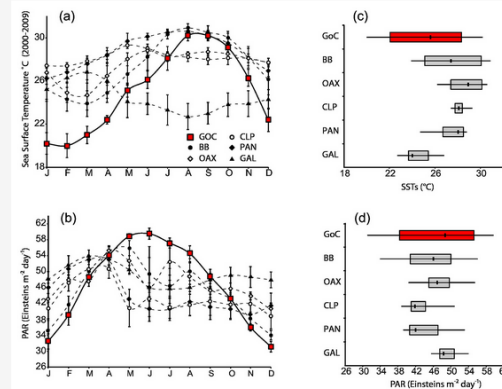 (a)
Sea Surface Temperature °C (2000-2009)
30
26
22
18
J F M A M J J A S O N D
GOC CLP
BB PAN
OAX GAL
(b)
PAR (Einsteins m⁻² day⁻¹)
62
58
54
50
46
42
38
34
30
26
J F M A M J J A S O N D
(c)
GoC
BB
OAX
CLP
PAN
GAL
18 22 26 30
SSTs (°C)
(d)
GoC
BB
OAX
CLP
PAN
GAL
26 30 34 38 42 46 50 54 58
PAR (Einsteins m⁻² day⁻¹)